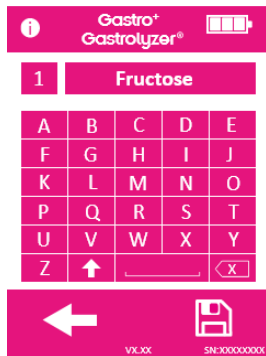 i
Gastro+
Gastrolyzer®
1 Fructose
A B C D E
F G H I J
K L M N O
P Q R S T
U V W X Y
Z X
VX.XX SN:XXXXXXXX